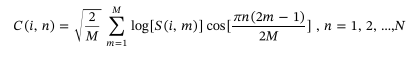 C(i, n) = √(2/M) ∑_{m=1}^{M} log[S(i, m)] cos[πn(2m − 1)/2M] , n = 1, 2, ...,N